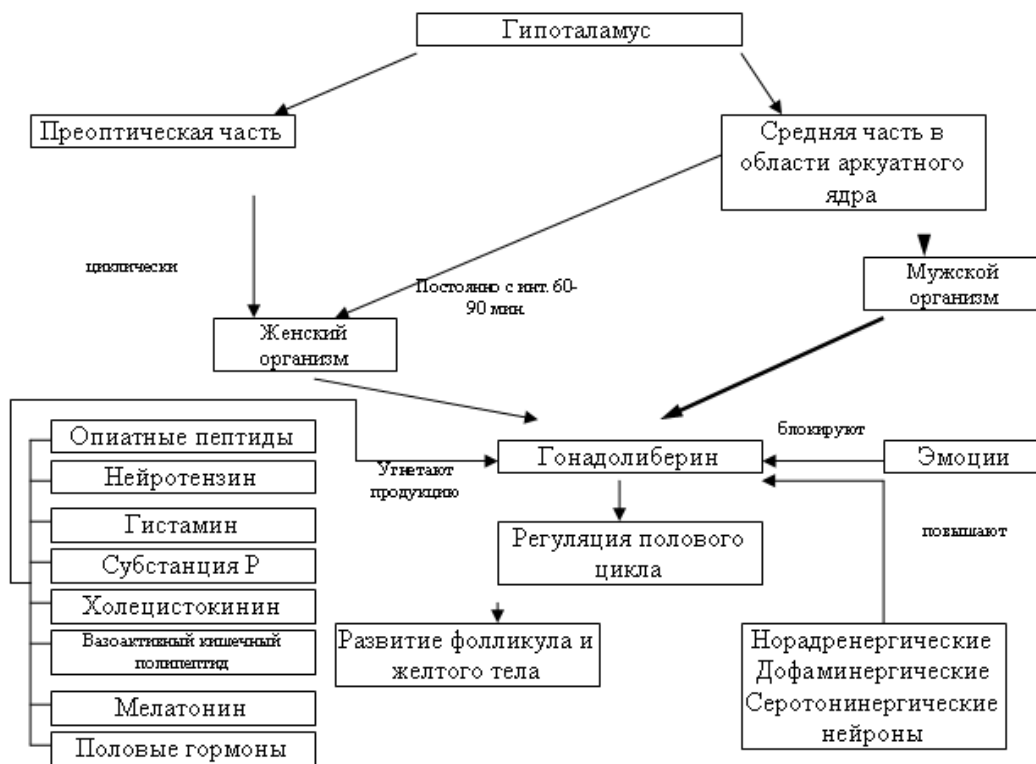 Гипоталамус
Преоптическая часть
Средняя часть в
области аркуатного
ядра
циклически
Постоянно с инт. 60-
90 мин.
Мужской
организм
Женский
организм
Опиатные пептиды
Нейротензин
Гистамин
Субстанция Р
Холецистокинин
Вазоактивный кишечный
полипептид
Мелатонин
Половые гормоны
Угнетают
продукцию
Гонадолиберин
блокируют
Эмоции
повышают
Регуляция полового
цикла
Развитие фолликула и
желтого тела
Норадренергические
Дофаминергические
Серотонинергические
нейроны